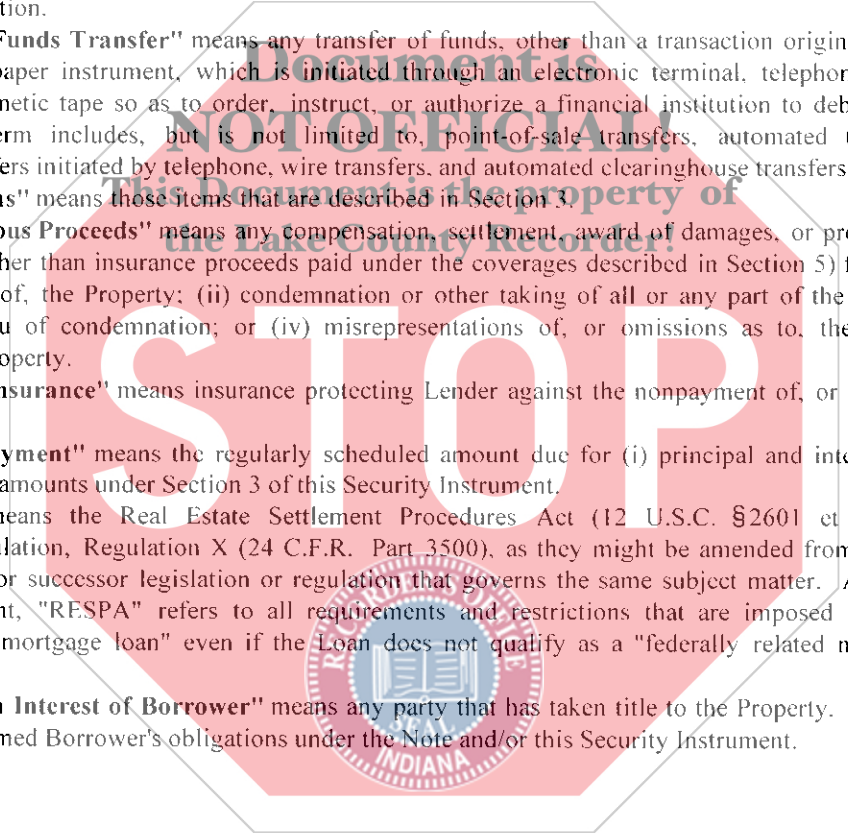 tion.
Funds Transfer" means any transfer of funds, other than a transaction origin
paper instrument, which is initiated through an electronic terminal, telephor
netic tape so as to order, instruct, or authorize a financial institution to deb
erm includes, but is not limited to, point-of-sale transfers, automated
fers initiated by telephone, wire transfers, and automated clearinghouse transfers
ns" means those items that are described in Section 3.
ous Proceeds" means any compensation, settlement, award of damages, or pro
her than insurance proceeds paid under the coverages described in Section 5) f
of, the Property; (ii) condemnation or other taking of all or any part of the
u of condemnation; or (iv) misrepresentations of, or omissions as to, the
operty.
nsurance" means insurance protecting Lender against the nonpayment of, or
yment" means the regularly scheduled amount due for (i) principal and inte
amounts under Section 3 of this Security Instrument.
means the Real Estate Settlement Procedures Act (12 U.S.C. §2601 et
lation, Regulation X (24 C.F.R. Part 3500), as they might be amended from
or successor legislation or regulation that governs the same subject matter. A
nt, "RESPA" refers to all requirements and restrictions that are imposed
mortgage loan" even if the Loan does not qualify as a "federally related m
n Interest of Borrower" means any party that has taken title to the Property.
med Borrower's obligations under the Note and/or this Security Instrument.
Document is
NOT OFFICIAL!
This Document is the property of
the Lake County Recorder!
STOP
RECORDER'S OFFICE
SEAL
INDIANA